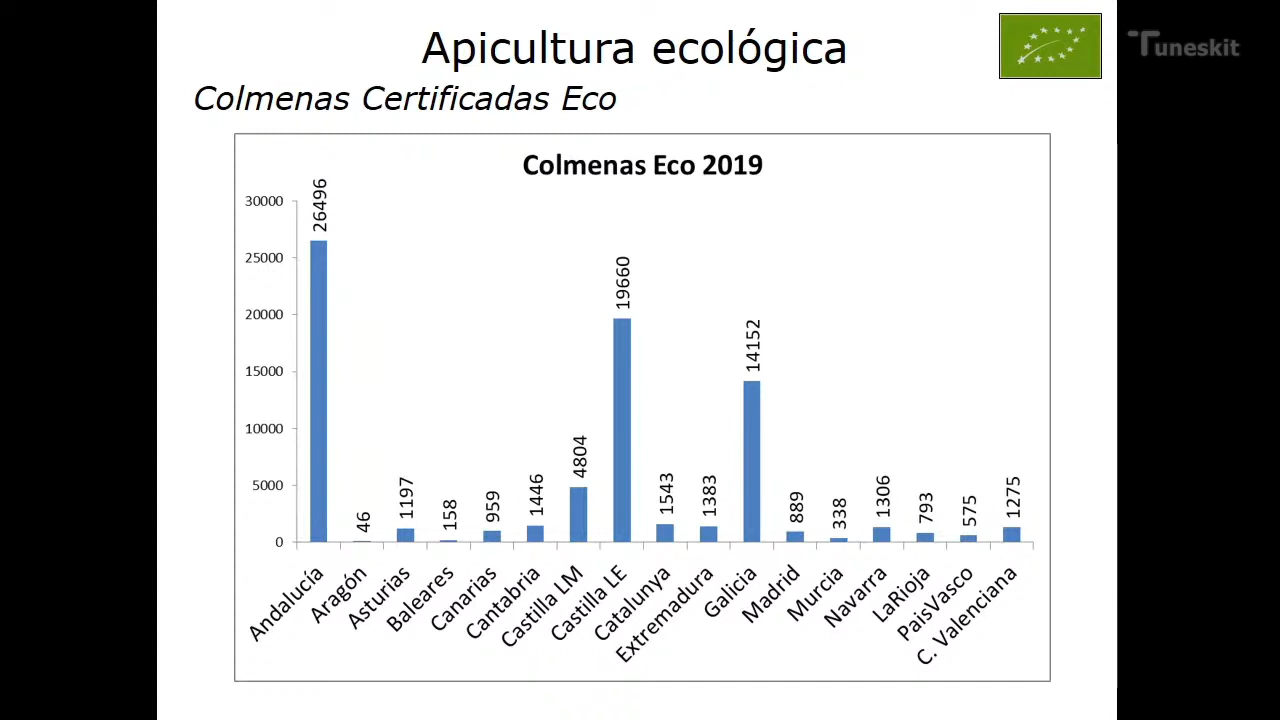 Apicultura ecológica
Tuneskit
Colmenas Certificadas Eco
Colmenas Eco 2019
30000
25000
20000
15000
10000
5000
0
26496
46
1197
158
959
1446
4804
19660
1543
1383
14152
889
338
1306
793
575
1275
Andalucía
Aragón
Asturias
Baleares
Canarias
Cantabria
Castilla LM
Castilla LE
Catalunya
Extremadura
Galicia
Madrid
Murcia
Navarra
LaRioja
PaisVasco
C. Valenciana